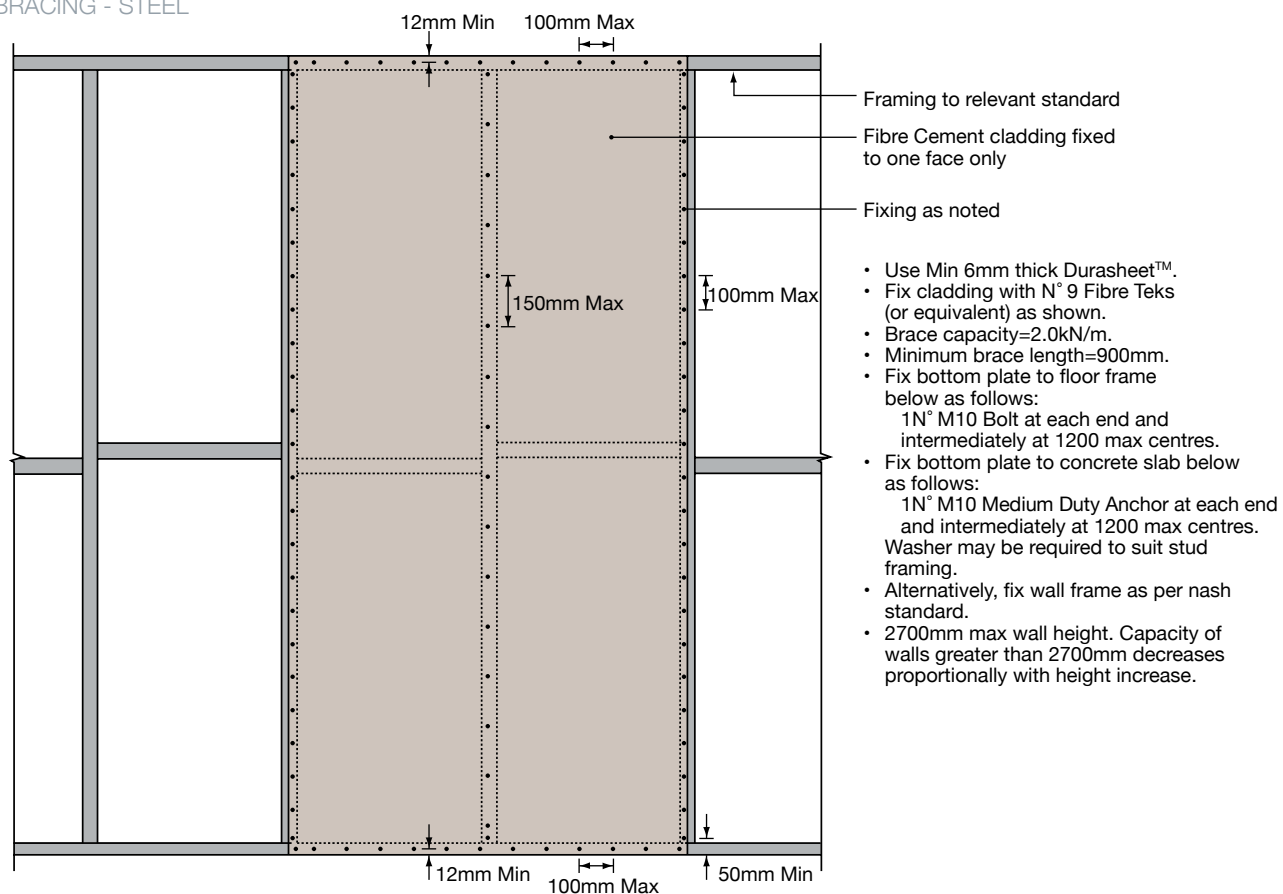 BRACING - STEEL
12mm Min
100mm Max
Framing to relevant standard
Fibre Cement cladding fixed
to one face only
Fixing as noted
150mm Max
100mm Max
• Use Min 6mm thick Durasheet™.
• Fix cladding with N° 9 Fibre Teks
(or equivalent) as shown.
• Brace capacity=2.0kN/m.
• Minimum brace length=900mm.
• Fix bottom plate to floor frame
below as follows:
1N° M10 Bolt at each end and
intermediately at 1200 max centres.
• Fix bottom plate to concrete slab below
as follows:
1N° M10 Medium Duty Anchor at each end
and intermediately at 1200 max centres.
Washer may be required to suit stud
framing.
• Alternatively, fix wall frame as per nash
standard.
• 2700mm max wall height. Capacity of
walls greater than 2700mm decreases
proportionally with height increase.
12mm Min
100mm Max
50mm Min